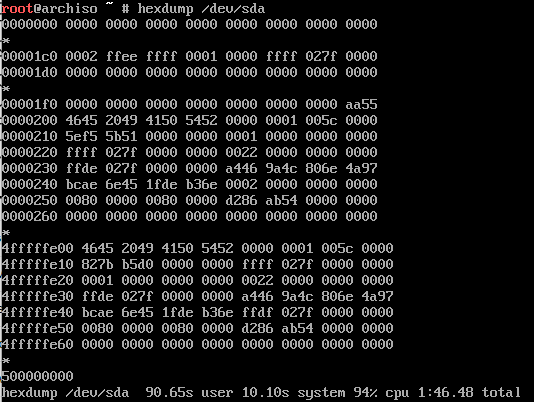 root@archiso ~ # hexdump /dev/sda
0000000 0000 0000 0000 0000 0000 0000 0000 0000
*
00001c0 0002 ffee ffff 0001 0000 ffff 027f 0000
00001d0 0000 0000 0000 0000 0000 0000 0000 0000
*
00001f0 0000 0000 0000 0000 0000 0000 0000 aa55
0000200 4645 2049 4150 5452 0000 0001 005c 0000
0000210 5ef5 5b51 0000 0000 0001 0000 0000 0000
0000220 ffff 027f 0000 0000 0022 0000 0000 0000
0000230 ffde 027f 0000 0000 a446 9a4c 806e 4a97
0000240 bcae 6e45 1fde b36e 0002 0000 0000 0000
0000250 0080 0000 0080 0000 d286 ab54 0000 0000
0000260 0000 0000 0000 0000 0000 0000 0000 0000
*
4fffffe00 4645 2049 4150 5452 0000 0001 005c 0000
4fffffe10 827b b5d0 0000 0000 ffff 027f 0000 0000
4fffffe20 0001 0000 0000 0000 0022 0000 0000 0000
4fffffe30 ffde 027f 0000 0000 a446 9a4c 806e 4a97
4fffffe40 bcae 6e45 1fde b36e ffdf 027f 0000 0000
4fffffe50 0080 0000 0080 0000 d286 ab54 0000 0000
4fffffe60 0000 0000 0000 0000 0000 0000 0000 0000
*
500000000
hexdump /dev/sda  90.65s user 10.10s system 94% cpu 1:46.48 total